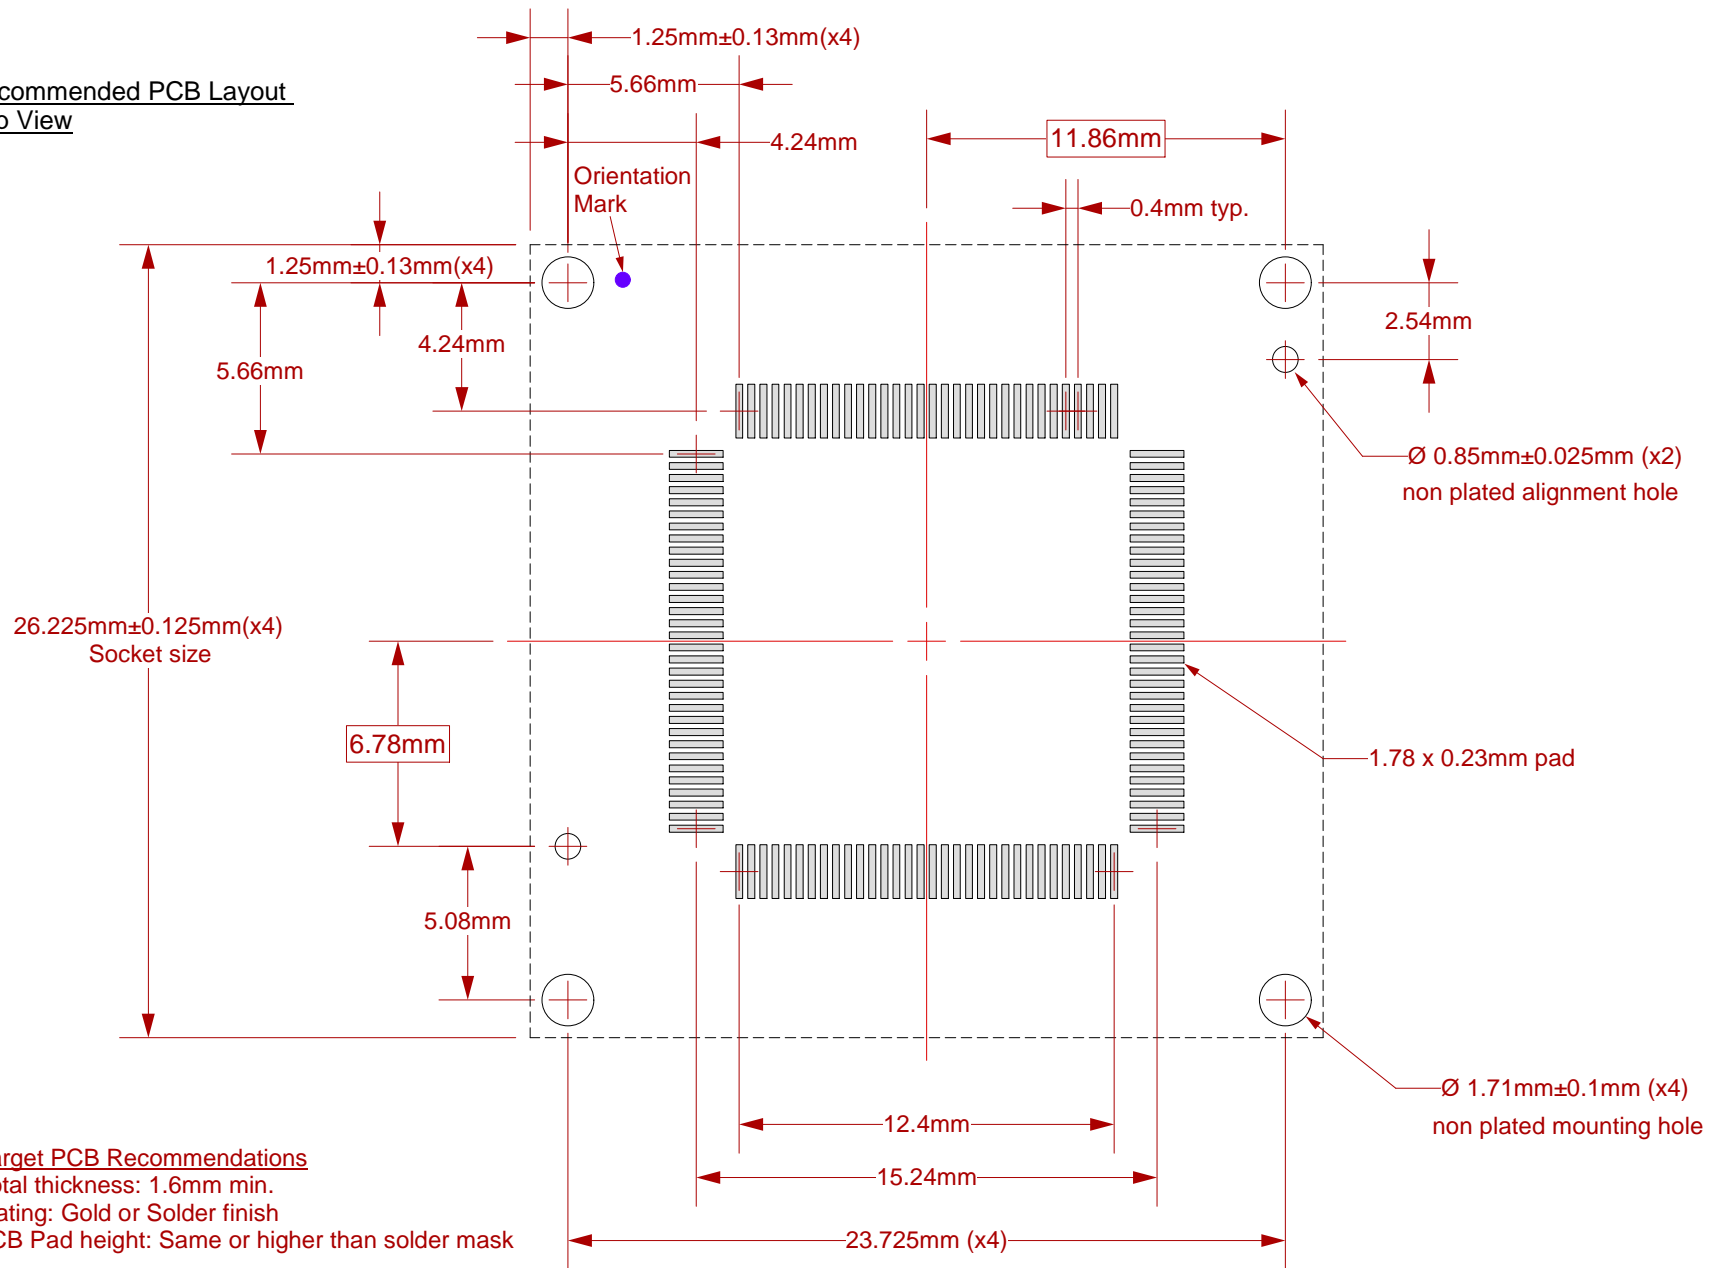 1.25mm±0.13mm(x4)
commended PCB Layout
o View
5.66mm
4.24mm
11.86mm
Orientation
Mark
0.4mm typ.
1.25mm±0.13mm(x4)
2.54mm
4.24mm
5.66mm
Ø 0.85mm±0.025mm (x2)
non plated alignment hole
26.225mm±0.125mm(x4)
Socket size
6.78mm
1.78 x 0.23mm pad
5.08mm
Ø 1.71mm±0.1mm (x4)
non plated mounting hole
12.4mm
arget PCB Recommendations
otal thickness: 1.6mm min.
15.24mm
ating: Gold or Solder finish
CB Pad height: Same or higher than solder mask
23.725mm (x4)